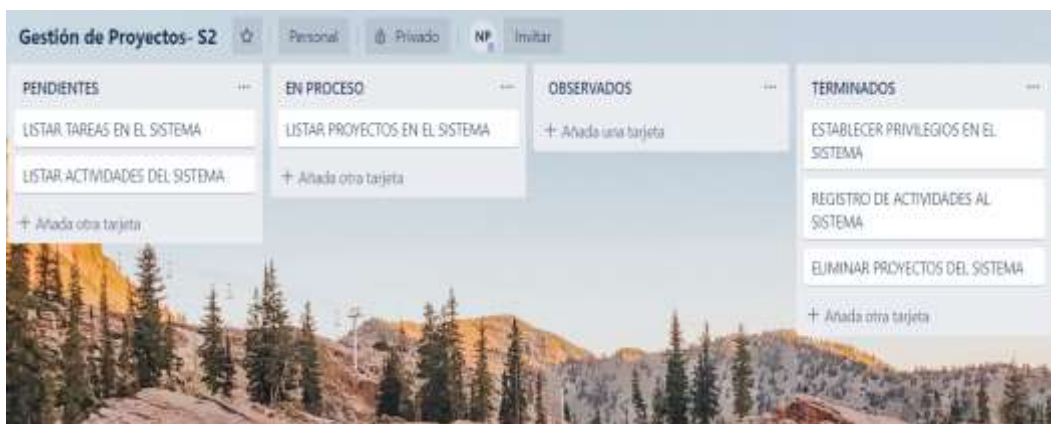 Gestión de Proyectos- S2 Personal Privado NP Invitar
PENDIENTES
LISTAR TAREAS EN EL SISTEMA
LISTAR ACTIVIDADES DEL SISTEMA
+ Añada otra tarjeta
EN PROCESO
LISTAR PROYECTOS EN EL SISTEMA
+ Añada otra tarjeta
OBSERVADOS
+ Añada una tarjeta
TERMINADOS
ESTABLECER PRIVILEGIOS EN EL
SISTEMA
REGISTRO DE ACTIVIDADES AL
SISTEMA
ELIMINAR PROYECTOS DEL SISTEMA
+ Añada otra tarjeta